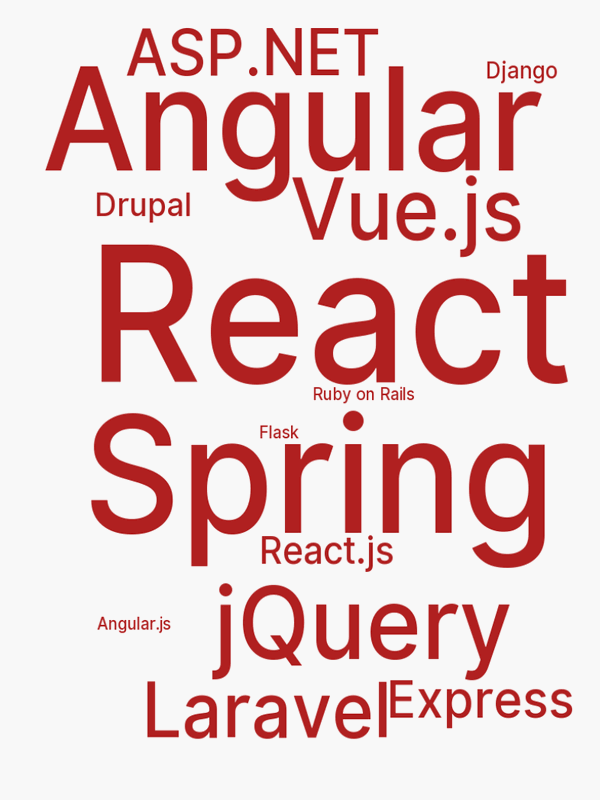 ASP.NET
Django
Angular
Drupal
Vue.js
React
Ruby on Rails
Spring
Flask
React.js
jQuery
Angular.js
Laravel
Express